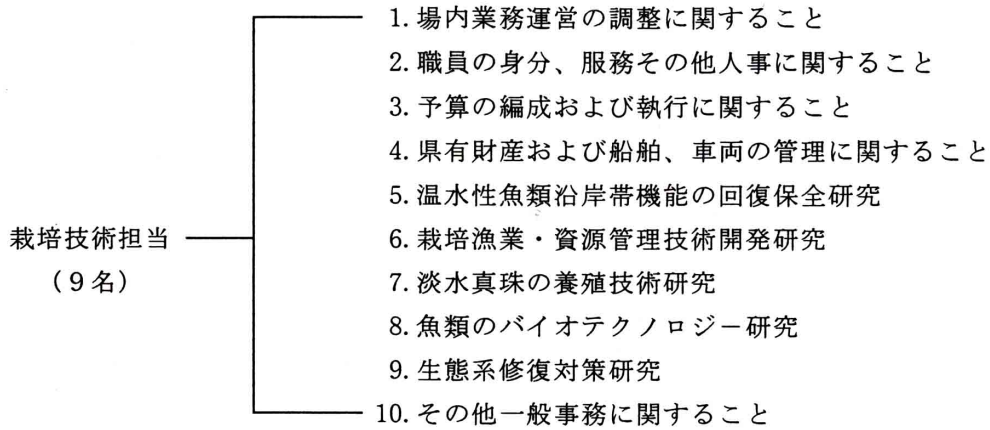 1. 場内業務運営の調整に関すること
2. 職員の身分、服務その他人事に関すること
3. 予算の編成および執行に関すること
4. 県有財産および船舶、車両の管理に関すること
5. 温水性魚類沿岸帯機能の回復保全研究
栽培技術担当
(9名)
6. 栽培漁業・資源管理技術開発研究
7. 淡水真珠の養殖技術研究
8. 魚類のバイオテクノロジー研究
9. 生態系修復対策研究
10. その他一般事務に関すること